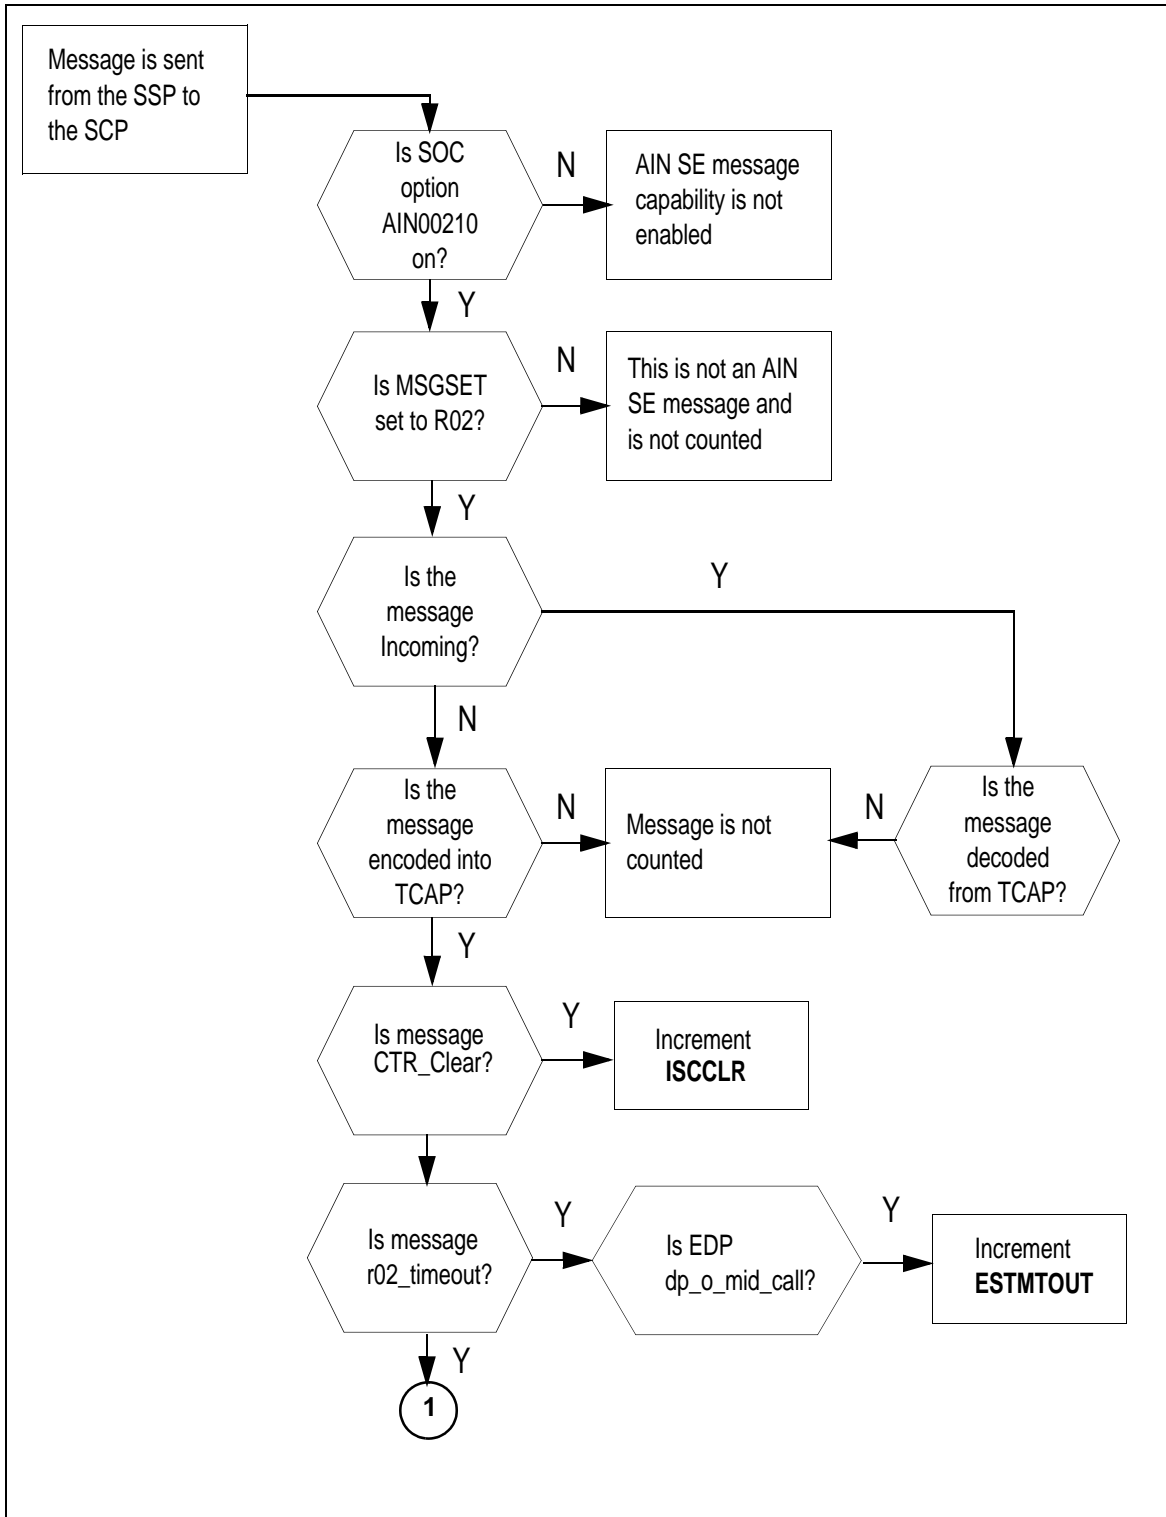 Message is sent
from the SSP to
the SCP
Is SOC
option
AIN00210
on?
N
AIN SE message
capability is not
enabled
Y
Is MSGSET
set to R02?
N
This is not an AIN
SE message and
is not counted
Y
Is the
message
Incoming?
Y
N
Is the
message
encoded into
TCAP?
N
Message is not
counted
N
Is the
message
decoded
from TCAP?
Y
Is message
CTR_Clear?
Y
Increment
ISCCLR
Is message
r02_timeout?
Y
Is EDP
dp_o_mid_call?
Y
Increment
ESTMTOUT
Y
1